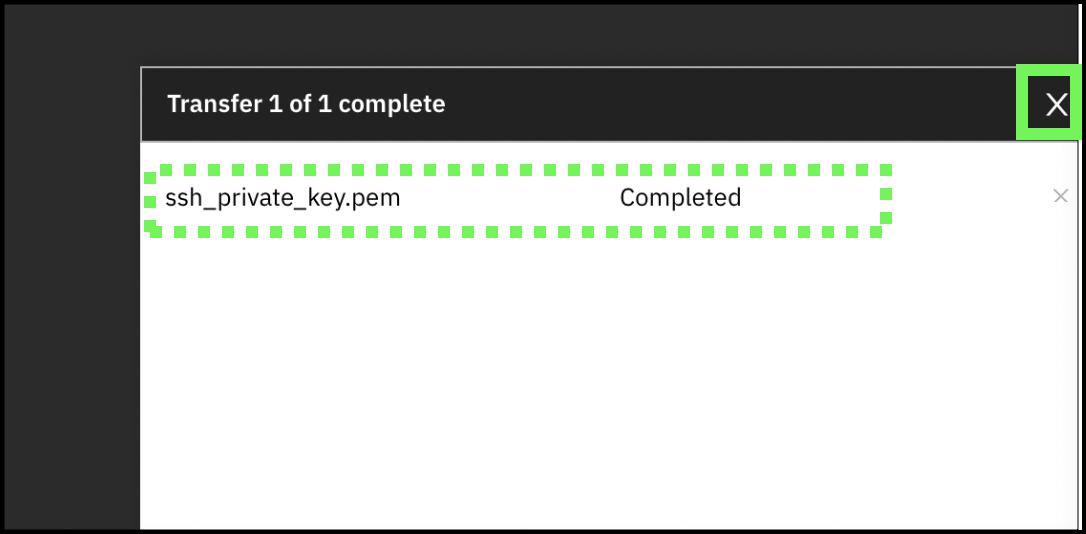 Transfer 1 of 1 complete X
ssh_private_key.pem Completed ×